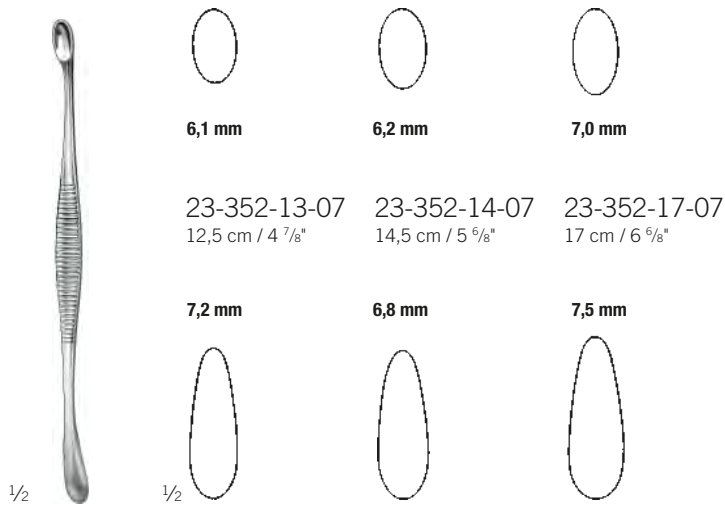 6,1 mm 6,2 mm 7,0 mm
23-352-13-07 23-352-14-07 23-352-17-07
12,5 cm / 4 ⁷/₈" 14,5 cm / 5 ⁶/₈" 17 cm / 6 ⁶/₈"
7,2 mm 6,8 mm 7,5 mm
½ ½